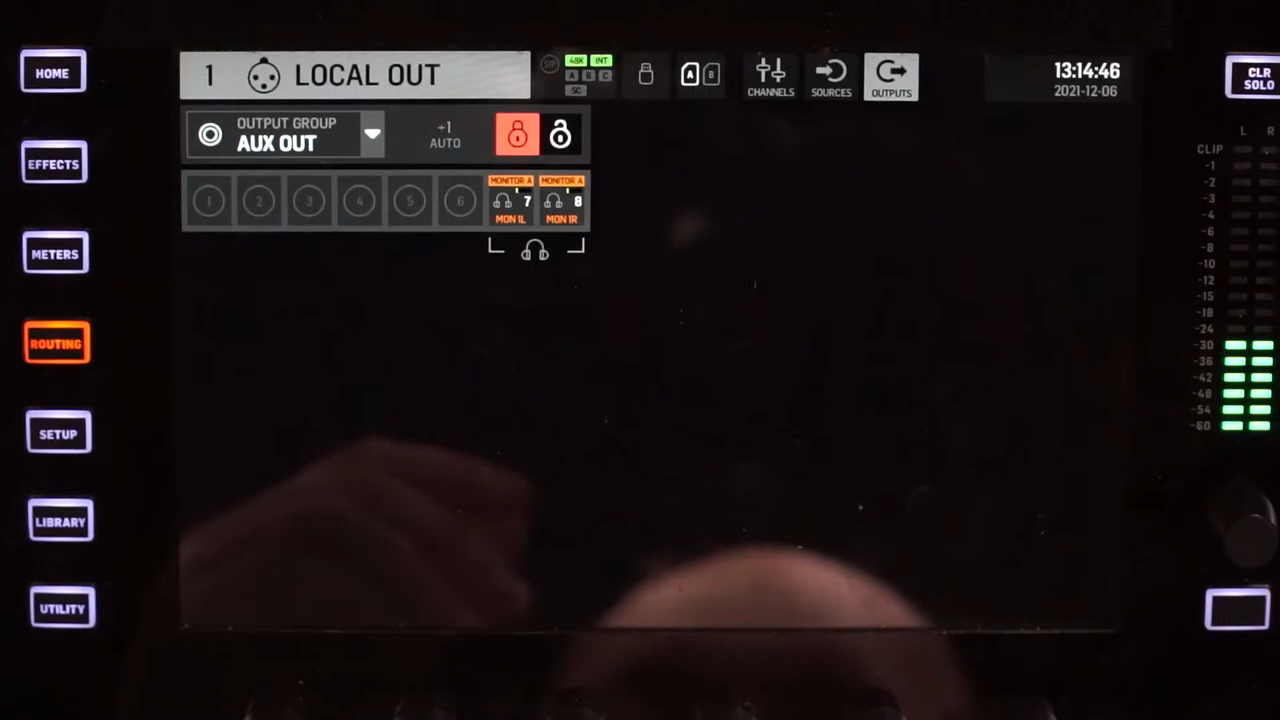 HOME
EFFECTS
METERS
ROUTING
SETUP
LIBRARY
UTILITY
1 LOCAL OUT
SIP 48K INT
A B C
SC
A B
CHANNELS
SOURCES
OUTPUTS
13:14:46
2021-12-06
OUTPUT GROUP
AUX OUT
+1
AUTO
1 2 3 4 5 6
MONITOR A MONITOR A
7 8
MON 1L MON 1R
CLR
SOLO
L R
CLIP
-1
-2
-3
-4
-6
-8
-10
-12
-15
-18
-24
-30
-36
-42
-48
-54
-60